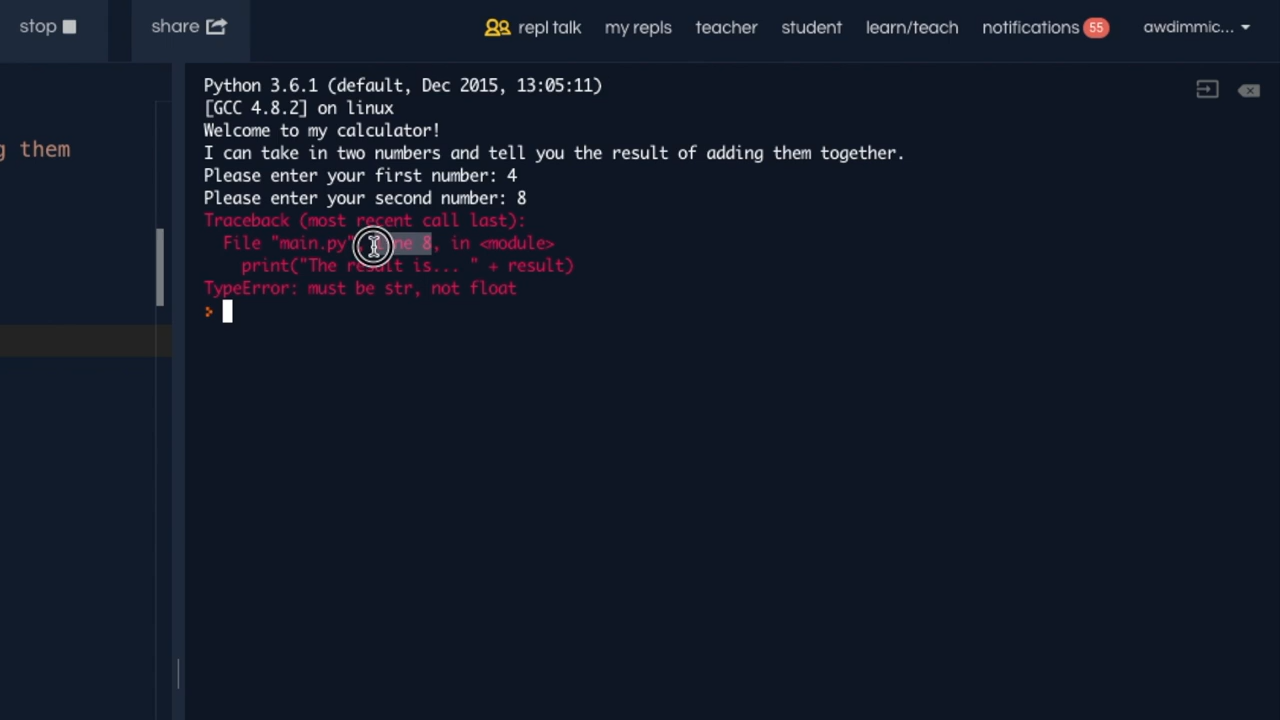 stop
share
repl talk
my repls
teacher
student
learn/teach
notifications 55
awdimmic...
g them
Python 3.6.1 (default, Dec 2015, 13:05:11)
[GCC 4.8.2] on linux
Welcome to my calculator!
I can take in two numbers and tell you the result of adding them together.
Please enter your first number: 4
Please enter your second number: 8
Traceback (most recent call last):
File "main.py", line 8, in <module>
print("The result is... " + result)
TypeError: must be str, not float